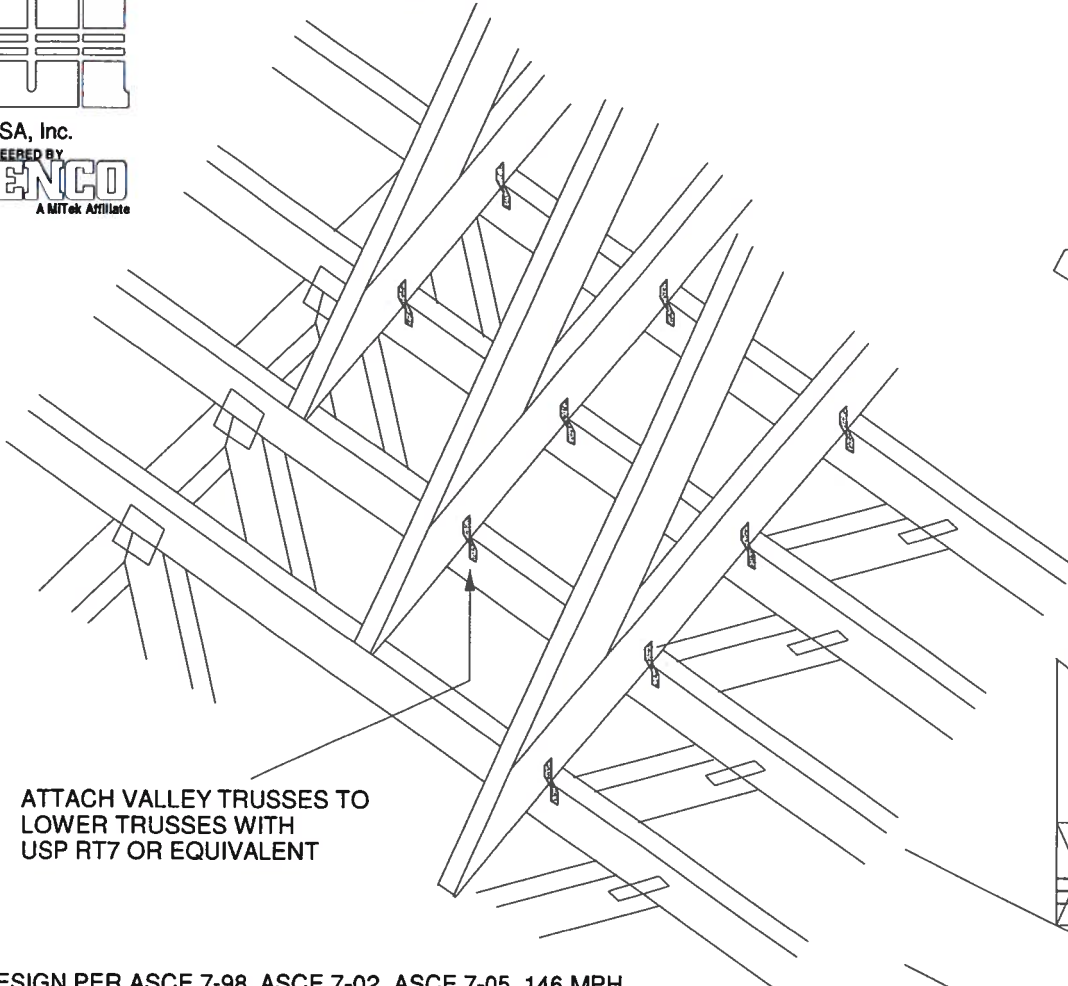 SA, Inc.
EERED BY
ENCO
A MiTek Affiliate
ATTACH VALLEY TRUSSES TO
LOWER TRUSSES WITH
USP RT7 OR EQUIVALENT
ESIGN PER ASCE 7-98, ASCE 7-02, ASCE 7-05 146 MPH